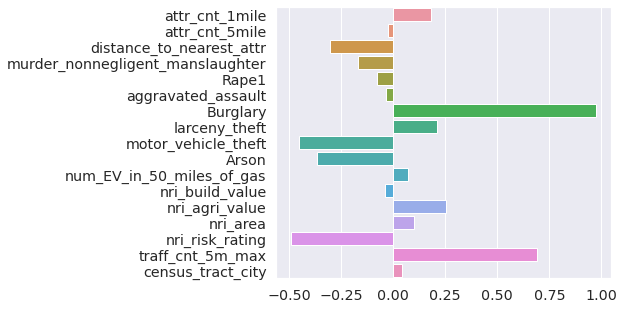 attr_cnt_1mile
attr_cnt_5mile
distance_to_nearest_attr
murder_nonnegligent_manslaughter
Rape1
aggravated_assault
Burglary
larceny_theft
motor_vehicle_theft
Arson
num_EV_in_50_miles_of_gas
nri_build_value
nri_agri_value
nri_area
nri_risk_rating
traff_cnt_5m_max
census_tract_city
−0.50 −0.25 0.00 0.25 0.50 0.75 1.00